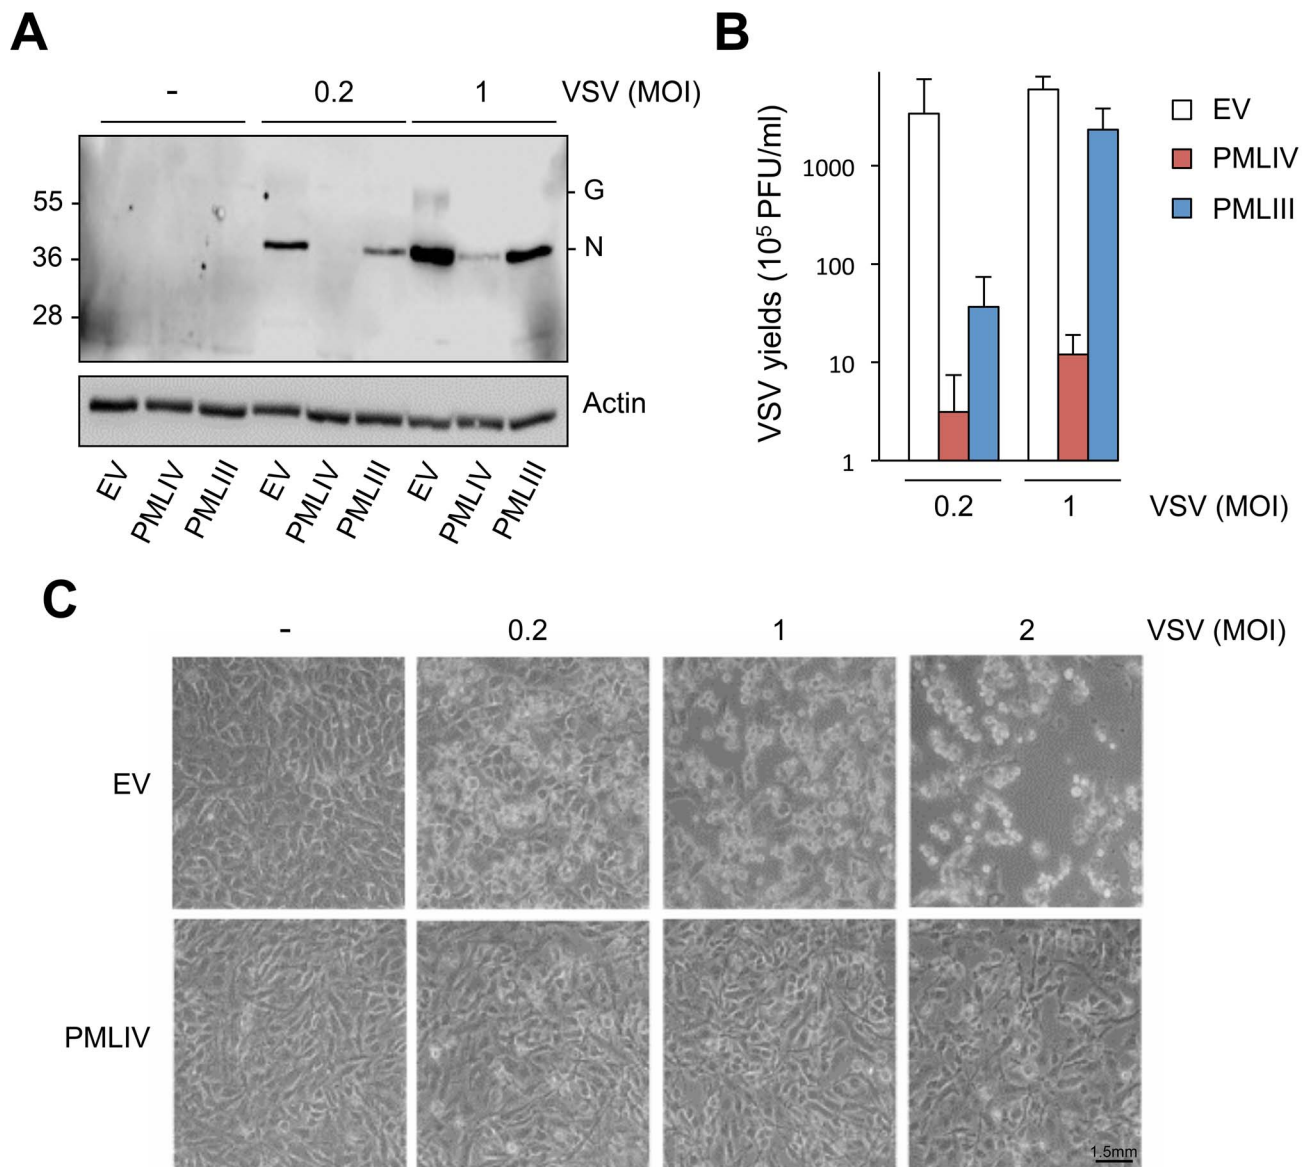 A
- 0.2 1 VSV (MOI)
55
36
28
G
N
Actin
EV PMLIV PMLIII EV PMLIV PMLIII EV PMLIV PMLIII
B
VSV yields (10⁵ PFU/ml)
1000
100
10
1
0.2 1 VSV (MOI)
EV
PMLIV
PMLIII
C
- 0.2 1 2 VSV (MOI)
EV
PMLIV
1.5mm